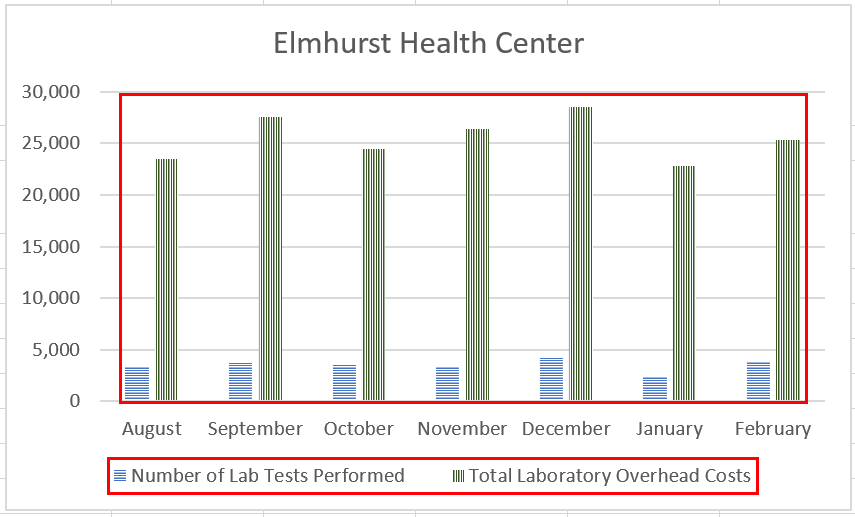 Elmhurst Health Center
30,000
25,000
20,000
15,000
10,000
5,000
0
August September October November December January February
Number of Lab Tests Performed Total Laboratory Overhead Costs